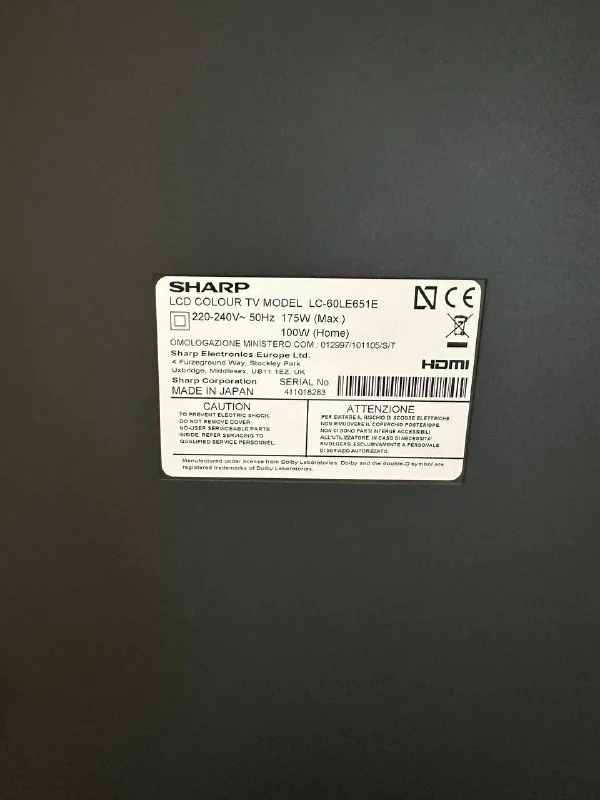 SHARP
LCD COLOUR TV MODEL LC-60LE651E
220-240V~ 50Hz 175W (Max.)
100W (Home)
OMOLOGAZIONE MINISTERO COM.: 012997/101105/S/T
Sharp Electronics Europe Ltd.
4 Furzeground Way, Stockley Park
Uxbridge, Middlesex, UB11 1EZ, UK
HDMI
Sharp Corporation SERIAL No.
MADE IN JAPAN 411018263
CAUTION
TO PREVENT ELECTRIC SHOCK,
DO NOT REMOVE COVER.
NO-USER SERVICEABLE PARTS
INSIDE. REFER SERVICING TO
QUALIFIED SERVICE PERSONNEL.
ATTENZIONE
PER EVITARE IL RISCHIO DI SCOSSE ELETTRICHE
NON RIMUOVERE IL COPERCHIO POSTERIORE.
NON CI SONO PARTI INTERNE ACCESSIBILI
ALL'UTILIZZATORE. IN CASO DI NECESSITA'
RIVOLGERSI ESCLUSIVAMENTE A PERSONALE
DI SERVIZIO AUTORIZZATO.
Manufactured under license from Dolby Laboratories. Dolby and the double-D symbol are
registered trademarks of Dolby Laboratories.